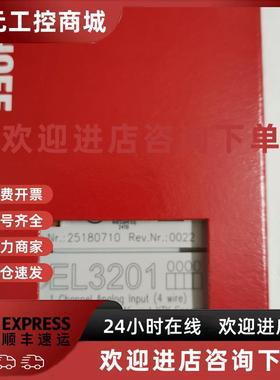 元工控商城
欢迎进店咨询下单
免费开票
号齐全
力商家
仓速发
Nr.: 25180710 Rev.Nr.: 0022
EL3201
Channel Analog Input (4 wire)
EXPRESS
顺丰速运
24小时在线 欢迎进店
欢迎进店咨询下单